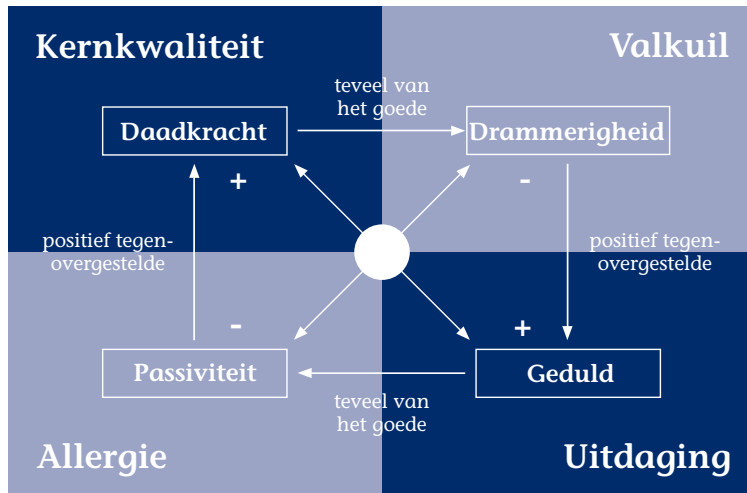 Kernkwaliteit
Valkuil
teveel van
het goede
Daadkracht
Drammerigheid
+
-
positief tegen-
overgestelde
positief tegen-
overgestelde
-
+
Passiviteit
Geduld
teveel van
het goede
Allergie
Uitdaging